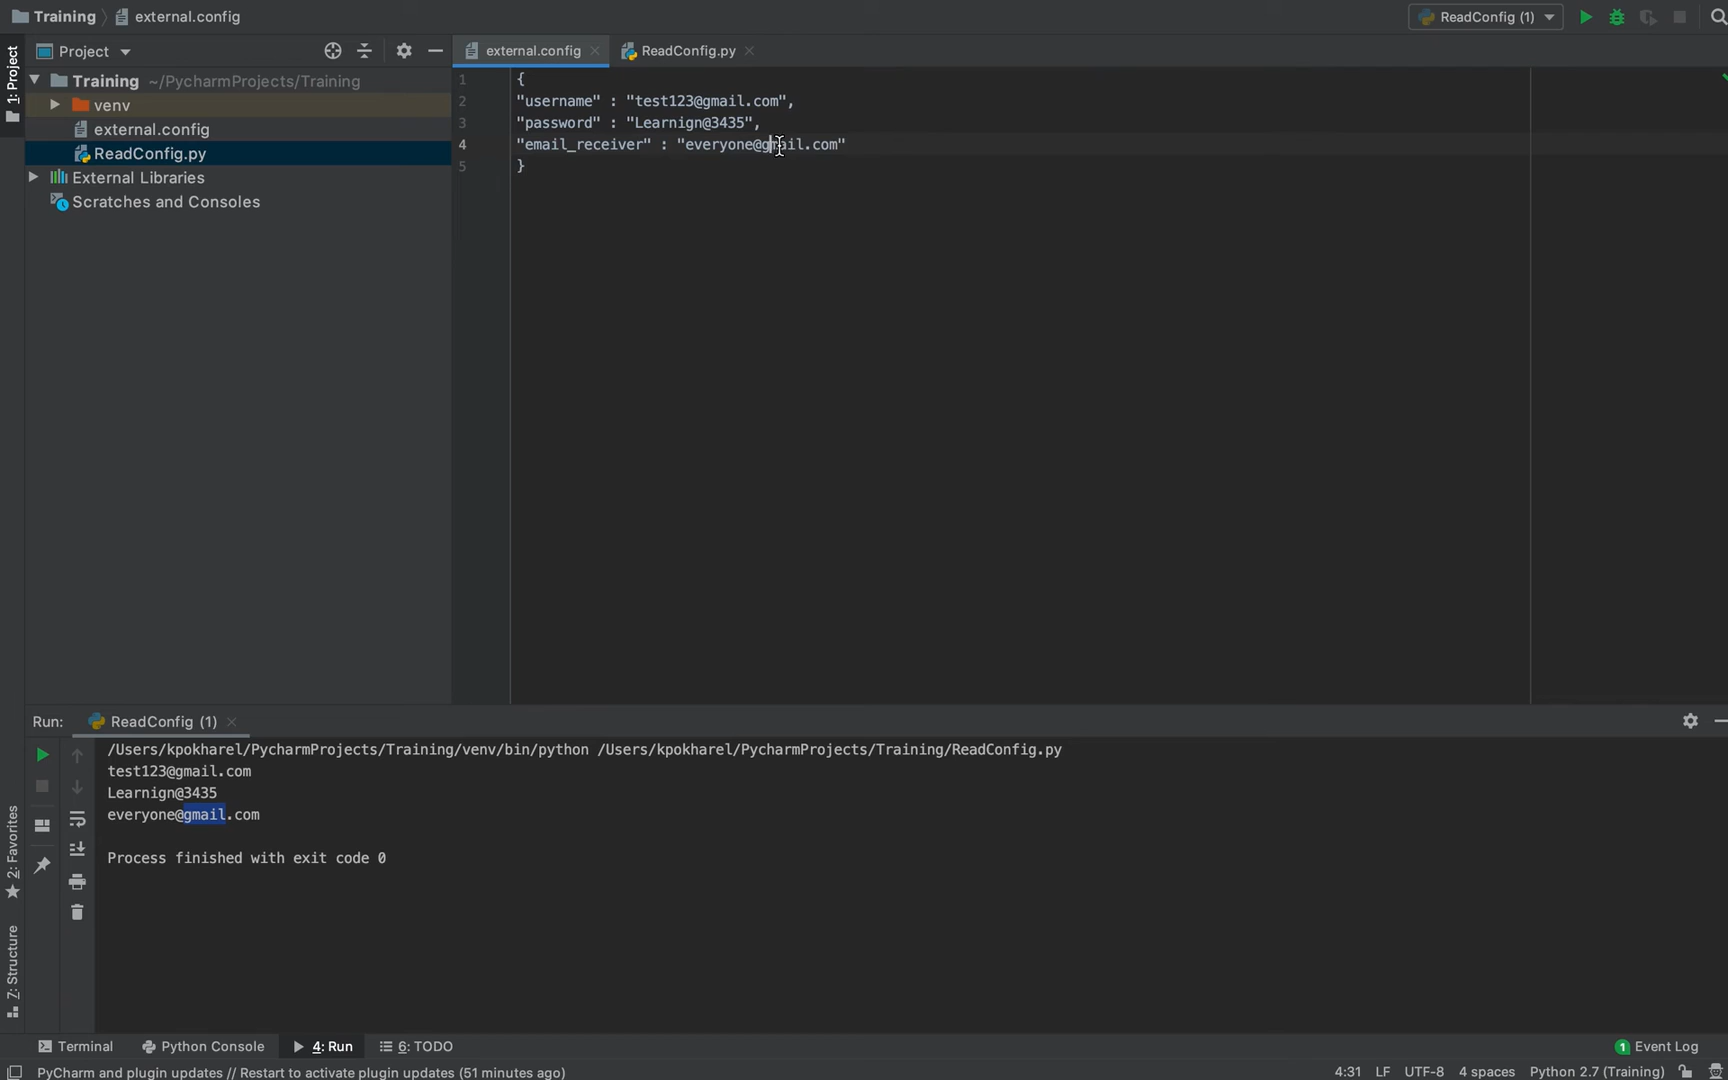 Training external.config
ReadConfig (1)
1: Project
Project
external.config
ReadConfig.py
Training ~/PycharmProjects/Training
venv
external.config
ReadConfig.py
External Libraries
Scratches and Consoles
1 {
2 "username" : "test123@gmail.com",
3 "password" : "Learnign@3435",
4 "email_receiver" : "everyone@gmail.com"
5 }
Run: ReadConfig (1)
/Users/kpokharel/PycharmProjects/Training/venv/bin/python /Users/kpokharel/PycharmProjects/Training/ReadConfig.py
test123@gmail.com
Learnign@3435
everyone@gmail.com
Process finished with exit code 0
2: Favorites
7: Structure
Terminal Python Console 4: Run 6: TODO
1 Event Log
PyCharm and plugin updates // Restart to activate plugin updates (51 minutes ago)
4:31 LF UTF-8 4 spaces Python 2.7 (Training)